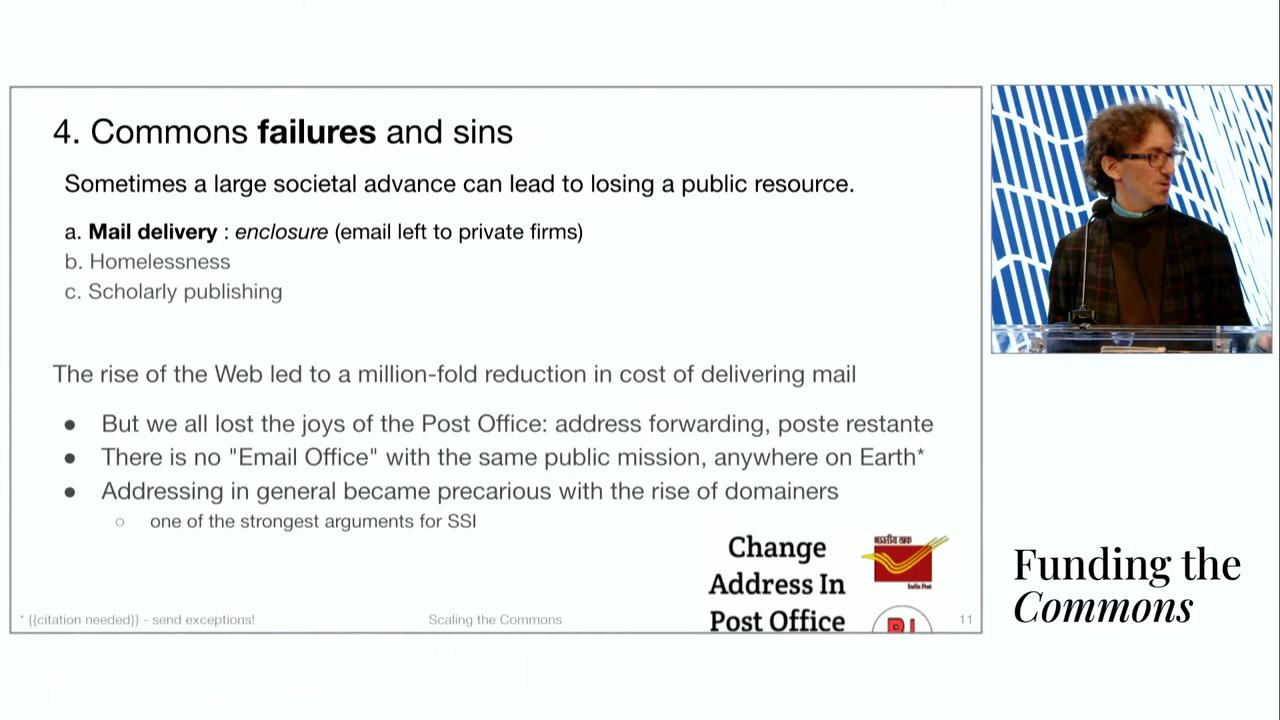 4. Commons failures and sins
Sometimes a large societal advance can lead to losing a public resource.
a. Mail delivery : enclosure (email left to private firms)
b. Homelessness
c. Scholarly publishing
The rise of the Web led to a million-fold reduction in cost of delivering mail
● But we all lost the joys of the Post Office: address forwarding, poste restante
● There is no "Email Office" with the same public mission, anywhere on Earth*
● Addressing in general became precarious with the rise of domainers
○ one of the strongest arguments for SSI
Change
Address In
Post Office
भारतीय डाक
India Post
* {{citation needed}} - send exceptions!
Scaling the Commons
11
Funding the
Commons